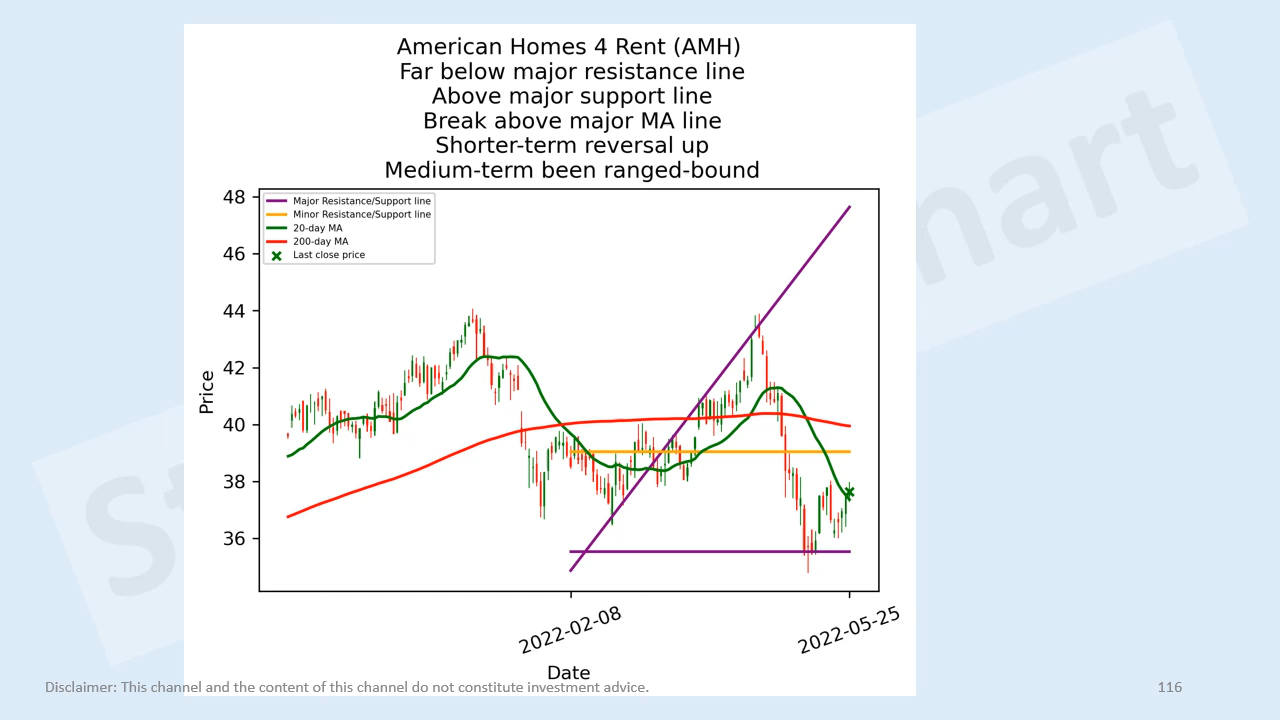 American Homes 4 Rent (AMH)
Far below major resistance line
Above major support line
Break above major MA line
Shorter-term reversal up
Medium-term been ranged-bound
Major Resistance/Support line
Minor Resistance/Support line
20-day MA
200-day MA
Last close price
48
46
44
42
40
38
36
Price
2022-02-08
2022-05-25
Date
Disclaimer: This channel and the content of this channel do not constitute investment advice.
116